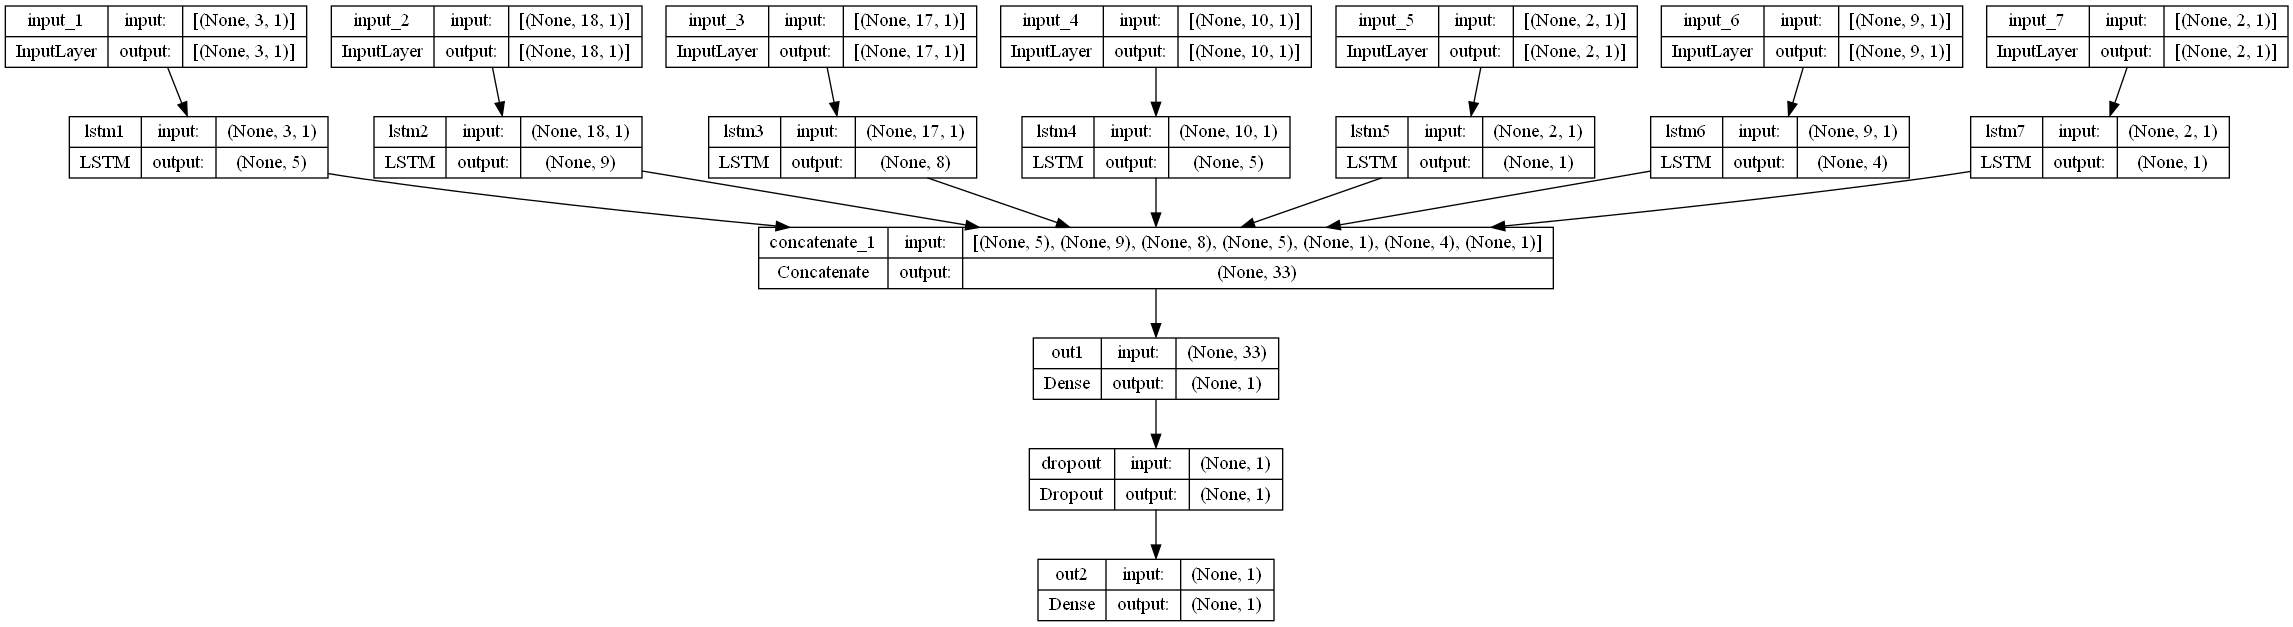 input_1 input: [(None, 3, 1)]
InputLayer output: [(None, 3, 1)]
input_2 input: [(None, 18, 1)]
InputLayer output: [(None, 18, 1)]
input_3 input: [(None, 17, 1)]
InputLayer output: [(None, 17, 1)]
input_4 input: [(None, 10, 1)]
InputLayer output: [(None, 10, 1)]
input_5 input: [(None, 2, 1)]
InputLayer output: [(None, 2, 1)]
input_6 input: [(None, 9, 1)]
InputLayer output: [(None, 9, 1)]
input_7 input: [(None, 2, 1)]
InputLayer output: [(None, 2, 1)]
lstm1 input: (None, 3, 1)
LSTM output: (None, 5)
lstm2 input: (None, 18, 1)
LSTM output: (None, 9)
lstm3 input: (None, 17, 1)
LSTM output: (None, 8)
lstm4 input: (None, 10, 1)
LSTM output: (None, 5)
lstm5 input: (None, 2, 1)
LSTM output: (None, 1)
lstm6 input: (None, 9, 1)
LSTM output: (None, 4)
lstm7 input: (None, 2, 1)
LSTM output: (None, 1)
concatenate_1 input: [(None, 5), (None, 9), (None, 8), (None, 5), (None, 1), (None, 4), (None, 1)]
Concatenate output: (None, 33)
out1 input: (None, 33)
Dense output: (None, 1)
dropout input: (None, 1)
Dropout output: (None, 1)
out2 input: (None, 1)
Dense output: (None, 1)